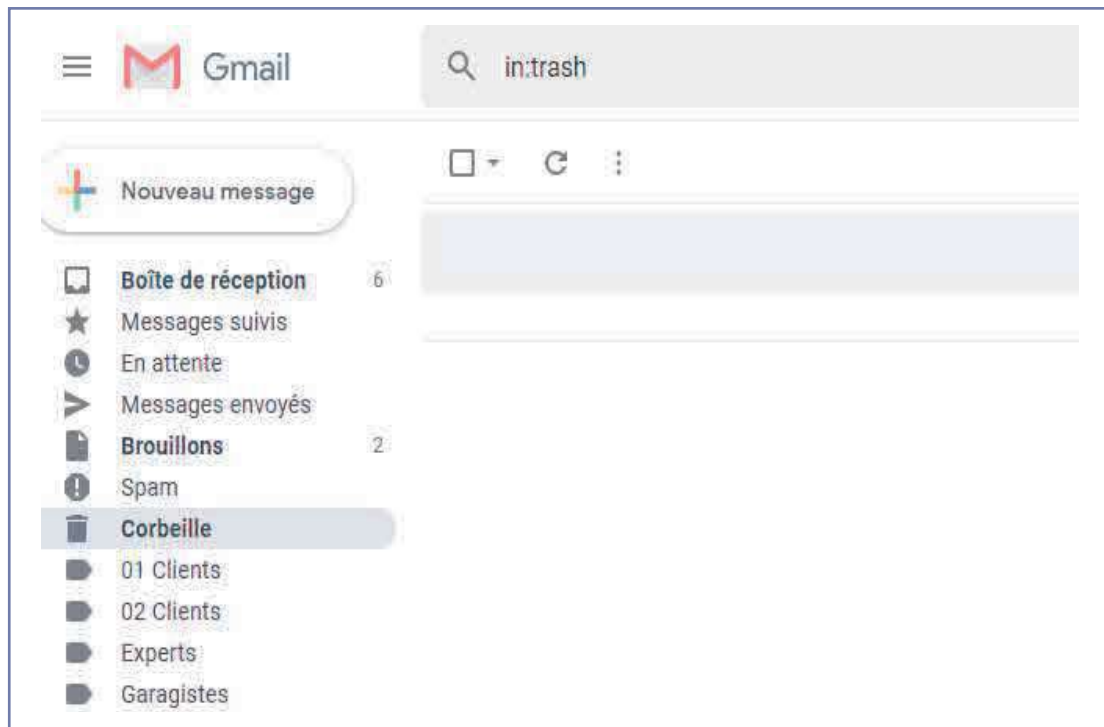 Gmail
in:trash
Nouveau message
Boîte de réception 6
Messages suivis
En attente
Messages envoyés
Brouillons 2
Spam
Corbeille
01 Clients
02 Clients
Experts
Garagistes